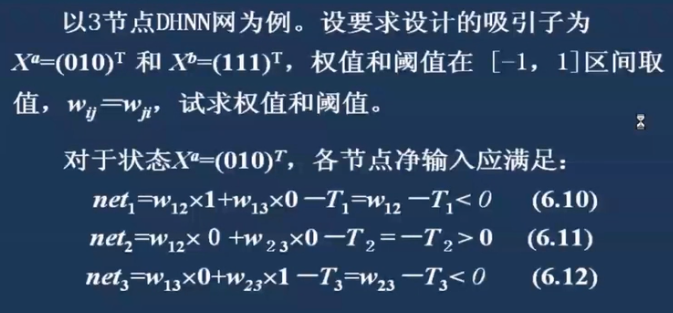 以3节点DHNN网为例。设要求设计的吸引子为
Xᵃ=(010)ᵀ 和 Xᵇ=(111)ᵀ，权值和阈值在 [-1，1]区间取
值，wᵢⱼ=wⱼᵢ，试求权值和阈值。
对于状态Xᵃ=(010)ᵀ，各节点净输入应满足：
net₁=w₁₂×1+w₁₃×0－T₁=w₁₂－T₁< 0 (6.10)
net₂=w₁₂× 0 +w₂₃×0－T₂=－T₂>0 (6.11)
net₃=w₁₃×0+w₂₃×1－T₃=w₂₃－T₃< 0 (6.12)